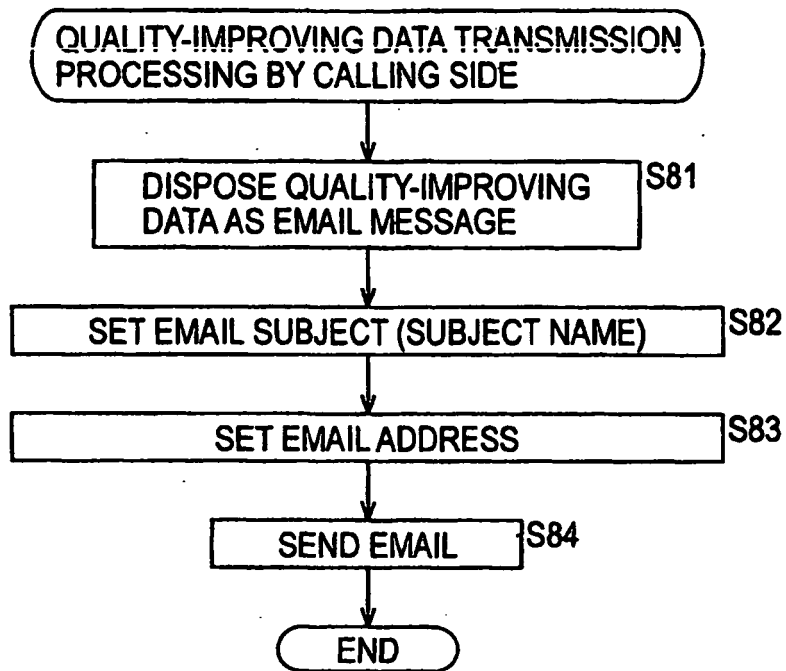 QUALITY-IMPROVING DATA TRANSMISSION
PROCESSING BY CALLING SIDE
DISPOSE QUALITY-IMPROVING
DATA AS EMAIL MESSAGE
S81
SET EMAIL SUBJECT (SUBJECT NAME)
S82
SET EMAIL ADDRESS
S83
SEND EMAIL
S84
END